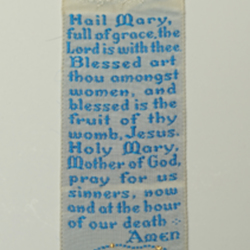 Hail Mary,
full of grace, the
Lord is with thee
Blessed art
thou amongst
women, and
blessed is the
fruit of thy
womb, Jesus.
Holy Mary,
Mother of God,
pray for us
sinners, now
and at the hour
of our death
Amen